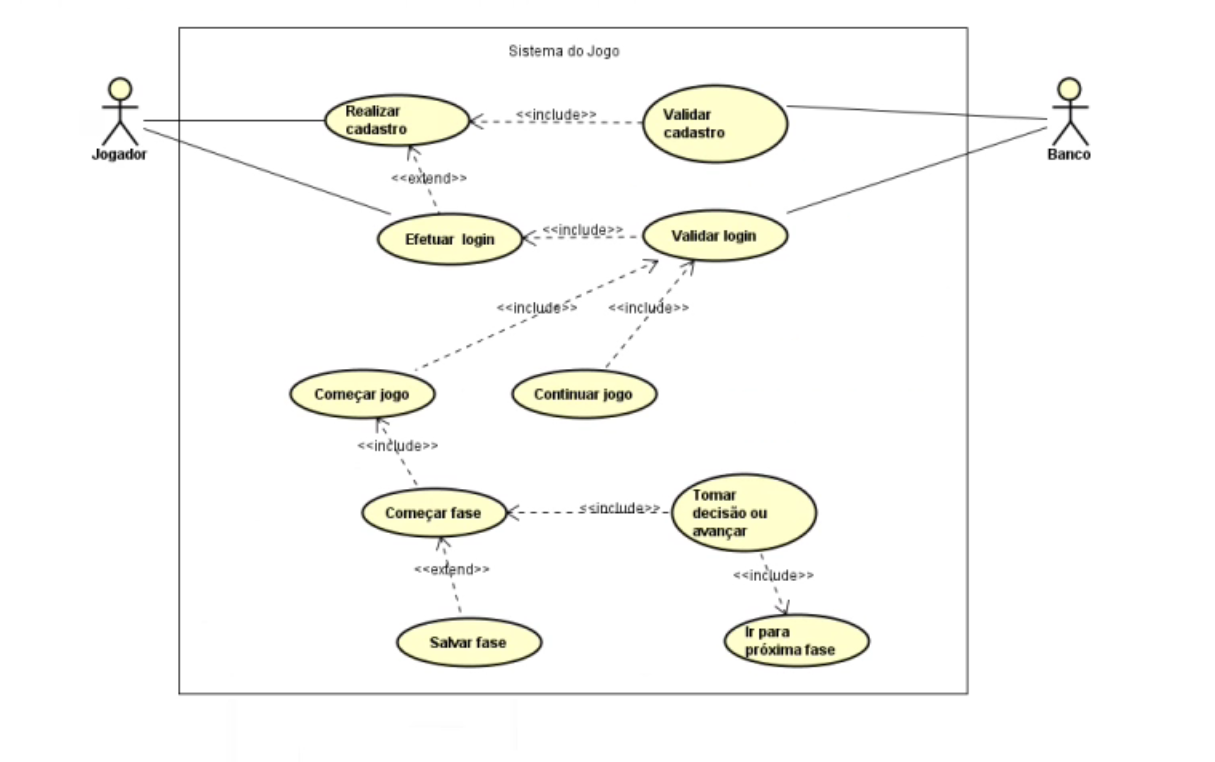 Sistema do Jogo
Realizar
cadastro
<<include>>
Validar
cadastro
Jogador
Banco
<<extend>>
Efetuar login
<<include>>
Validar login
<<include>>
<<include>>
Começar jogo
Continuar jogo
<<include>>
Começar fase
<<include>>
Tomar
decisão ou
avançar
<<extend>>
<<include>>
Salvar fase
Ir para
próxima fase